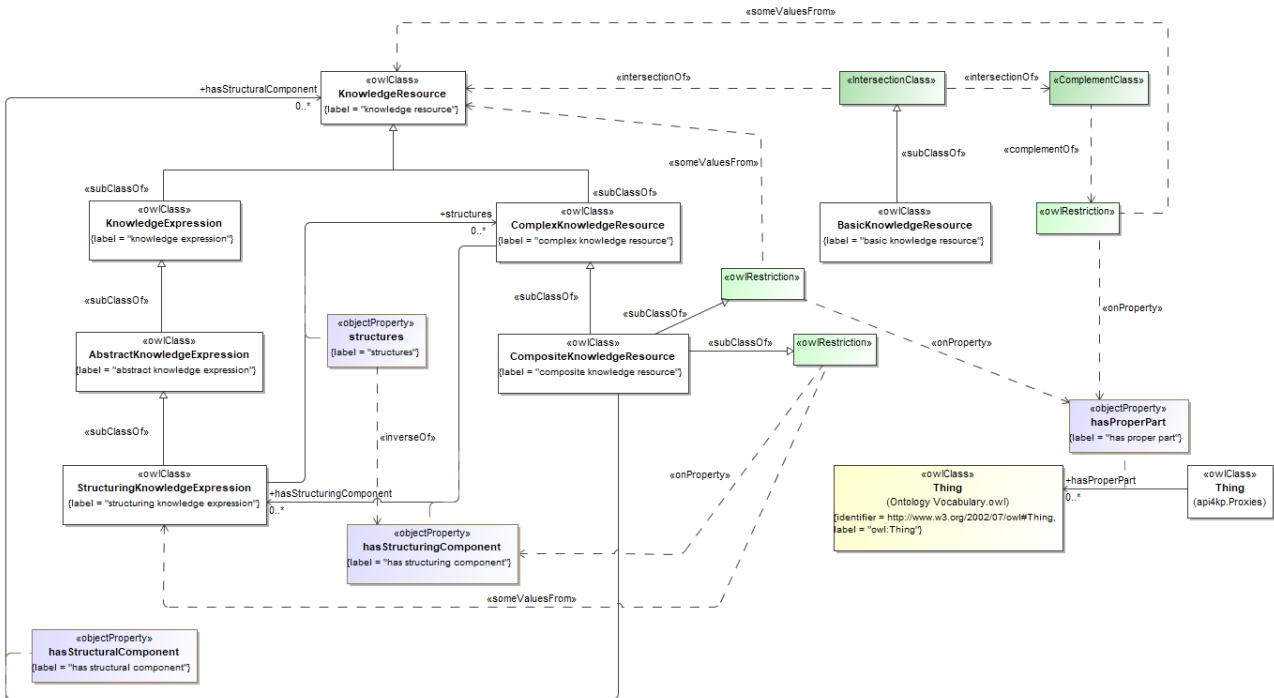 «someValuesFrom»
«owlClass»
KnowledgeResource
{label = "knowledge resource"}
+hasStructuralComponent
0..*
«intersectionOf»
«IntersectionClass»
«intersectionOf»
«ComplementClass»
«someValuesFrom»
«subClassOf»
«complementOf»
«subClassOf»
«subClassOf»
«owlClass»
KnowledgeExpression
{label = "knowledge expression"}
+structures
0..*
«owlClass»
ComplexKnowledgeResource
{label = "complex knowledge resource"}
«owlClass»
BasicKnowledgeResource
{label = "basic knowledge resource"}
«owlRestriction»
«subClassOf»
«subClassOf»
«owlRestriction»
«subClassOf»
«onProperty»
«objectProperty»
structures
{label = "structures"}
«owlClass»
AbstractKnowledgeExpression
{label = "abstract knowledge expression"}
«owlClass»
CompositeKnowledgeResource
{label = "composite knowledge resource"}
«subClassOf»
«owlRestriction»
«onProperty»
«subClassOf»
«inverseOf»
«objectProperty»
hasProperPart
{label = "has proper part"}
«owlClass»
StructuringKnowledgeExpression
{label = "structuring knowledge expression"}
+hasStructuringComponent
0..*
«onProperty»
«owlClass»
Thing
(Ontology Vocabulary.owl)
{identifier = http://www.w3.org/2002/07/owl#Thing,
label = "owl:Thing"}
+hasProperPart
0..*
«owlClass»
Thing
(api4kp.Proxies)
«objectProperty»
hasStructuringComponent
{label = "has structuring component"}
«someValuesFrom»
«objectProperty»
hasStructuralComponent
{label = "has structural component"}